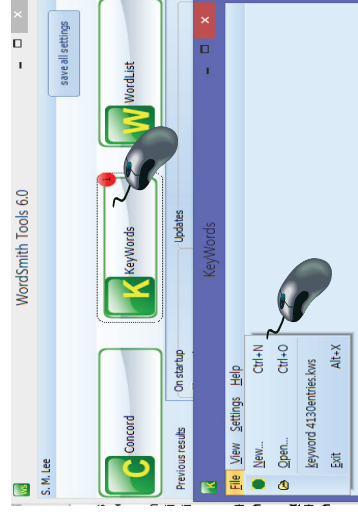 WordSmith Tools 6.0
S. M. Lee
save all settings
C Concord
K KeyWords
1
W WordList
Previous results
On startup
Updates
KeyWords
File View Settings Help
New... Ctrl+N
Open... Ctrl+O
keyword 4130entries.kws
Exit Alt+X